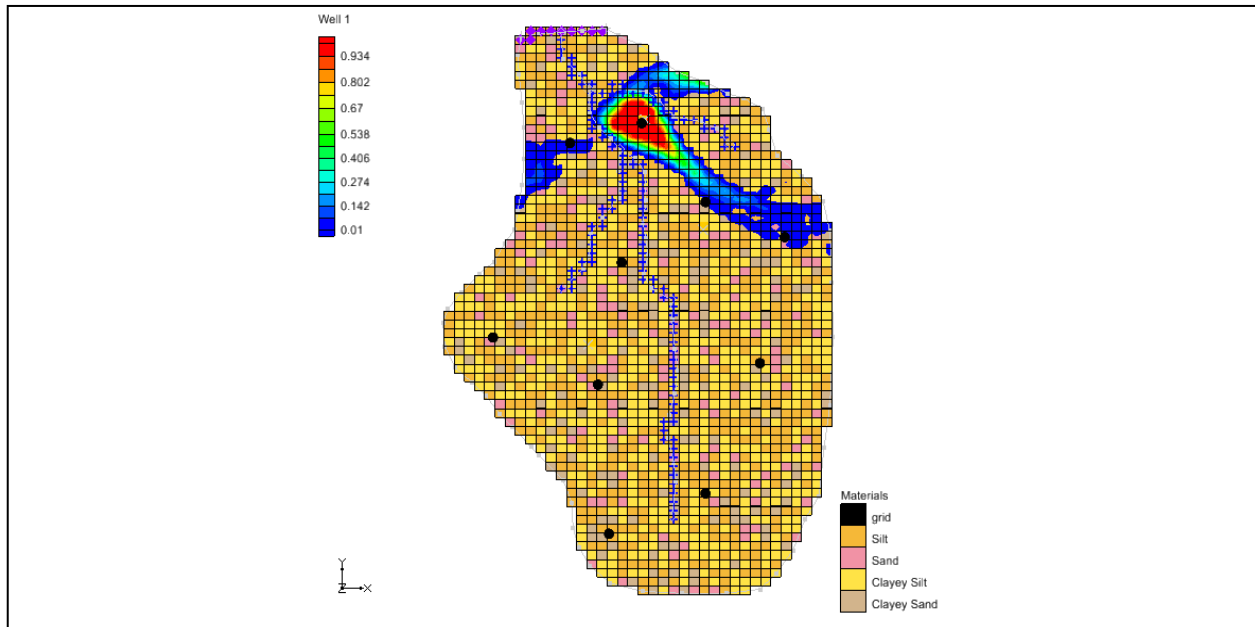 Well 1
0.934
0.802
0.67
0.538
0.406
0.274
0.142
0.01
Materials
grid
Silt
Sand
Clayey Silt
Clayey Sand
Y
Z
X